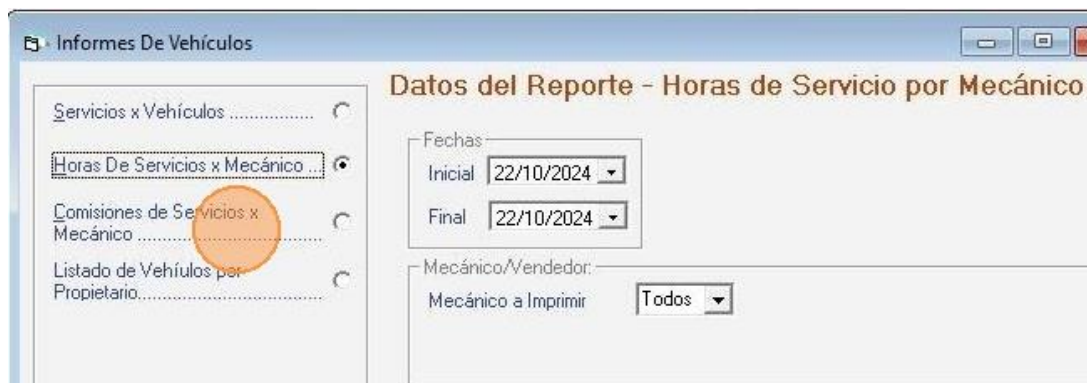 Informes De Vehículos
Servicios x Vehículos .................
Horas De Servicios x Mecánico ...
Comisiones de Servicios x
Mecánico ....................................
Listado de Vehíulos por
Propietario....................................
Datos del Reporte - Horas de Servicio por Mecánico
Fechas
Inicial 22/10/2024
Final 22/10/2024
Mecánico/Vendedor:
Mecánico a Imprimir Todos